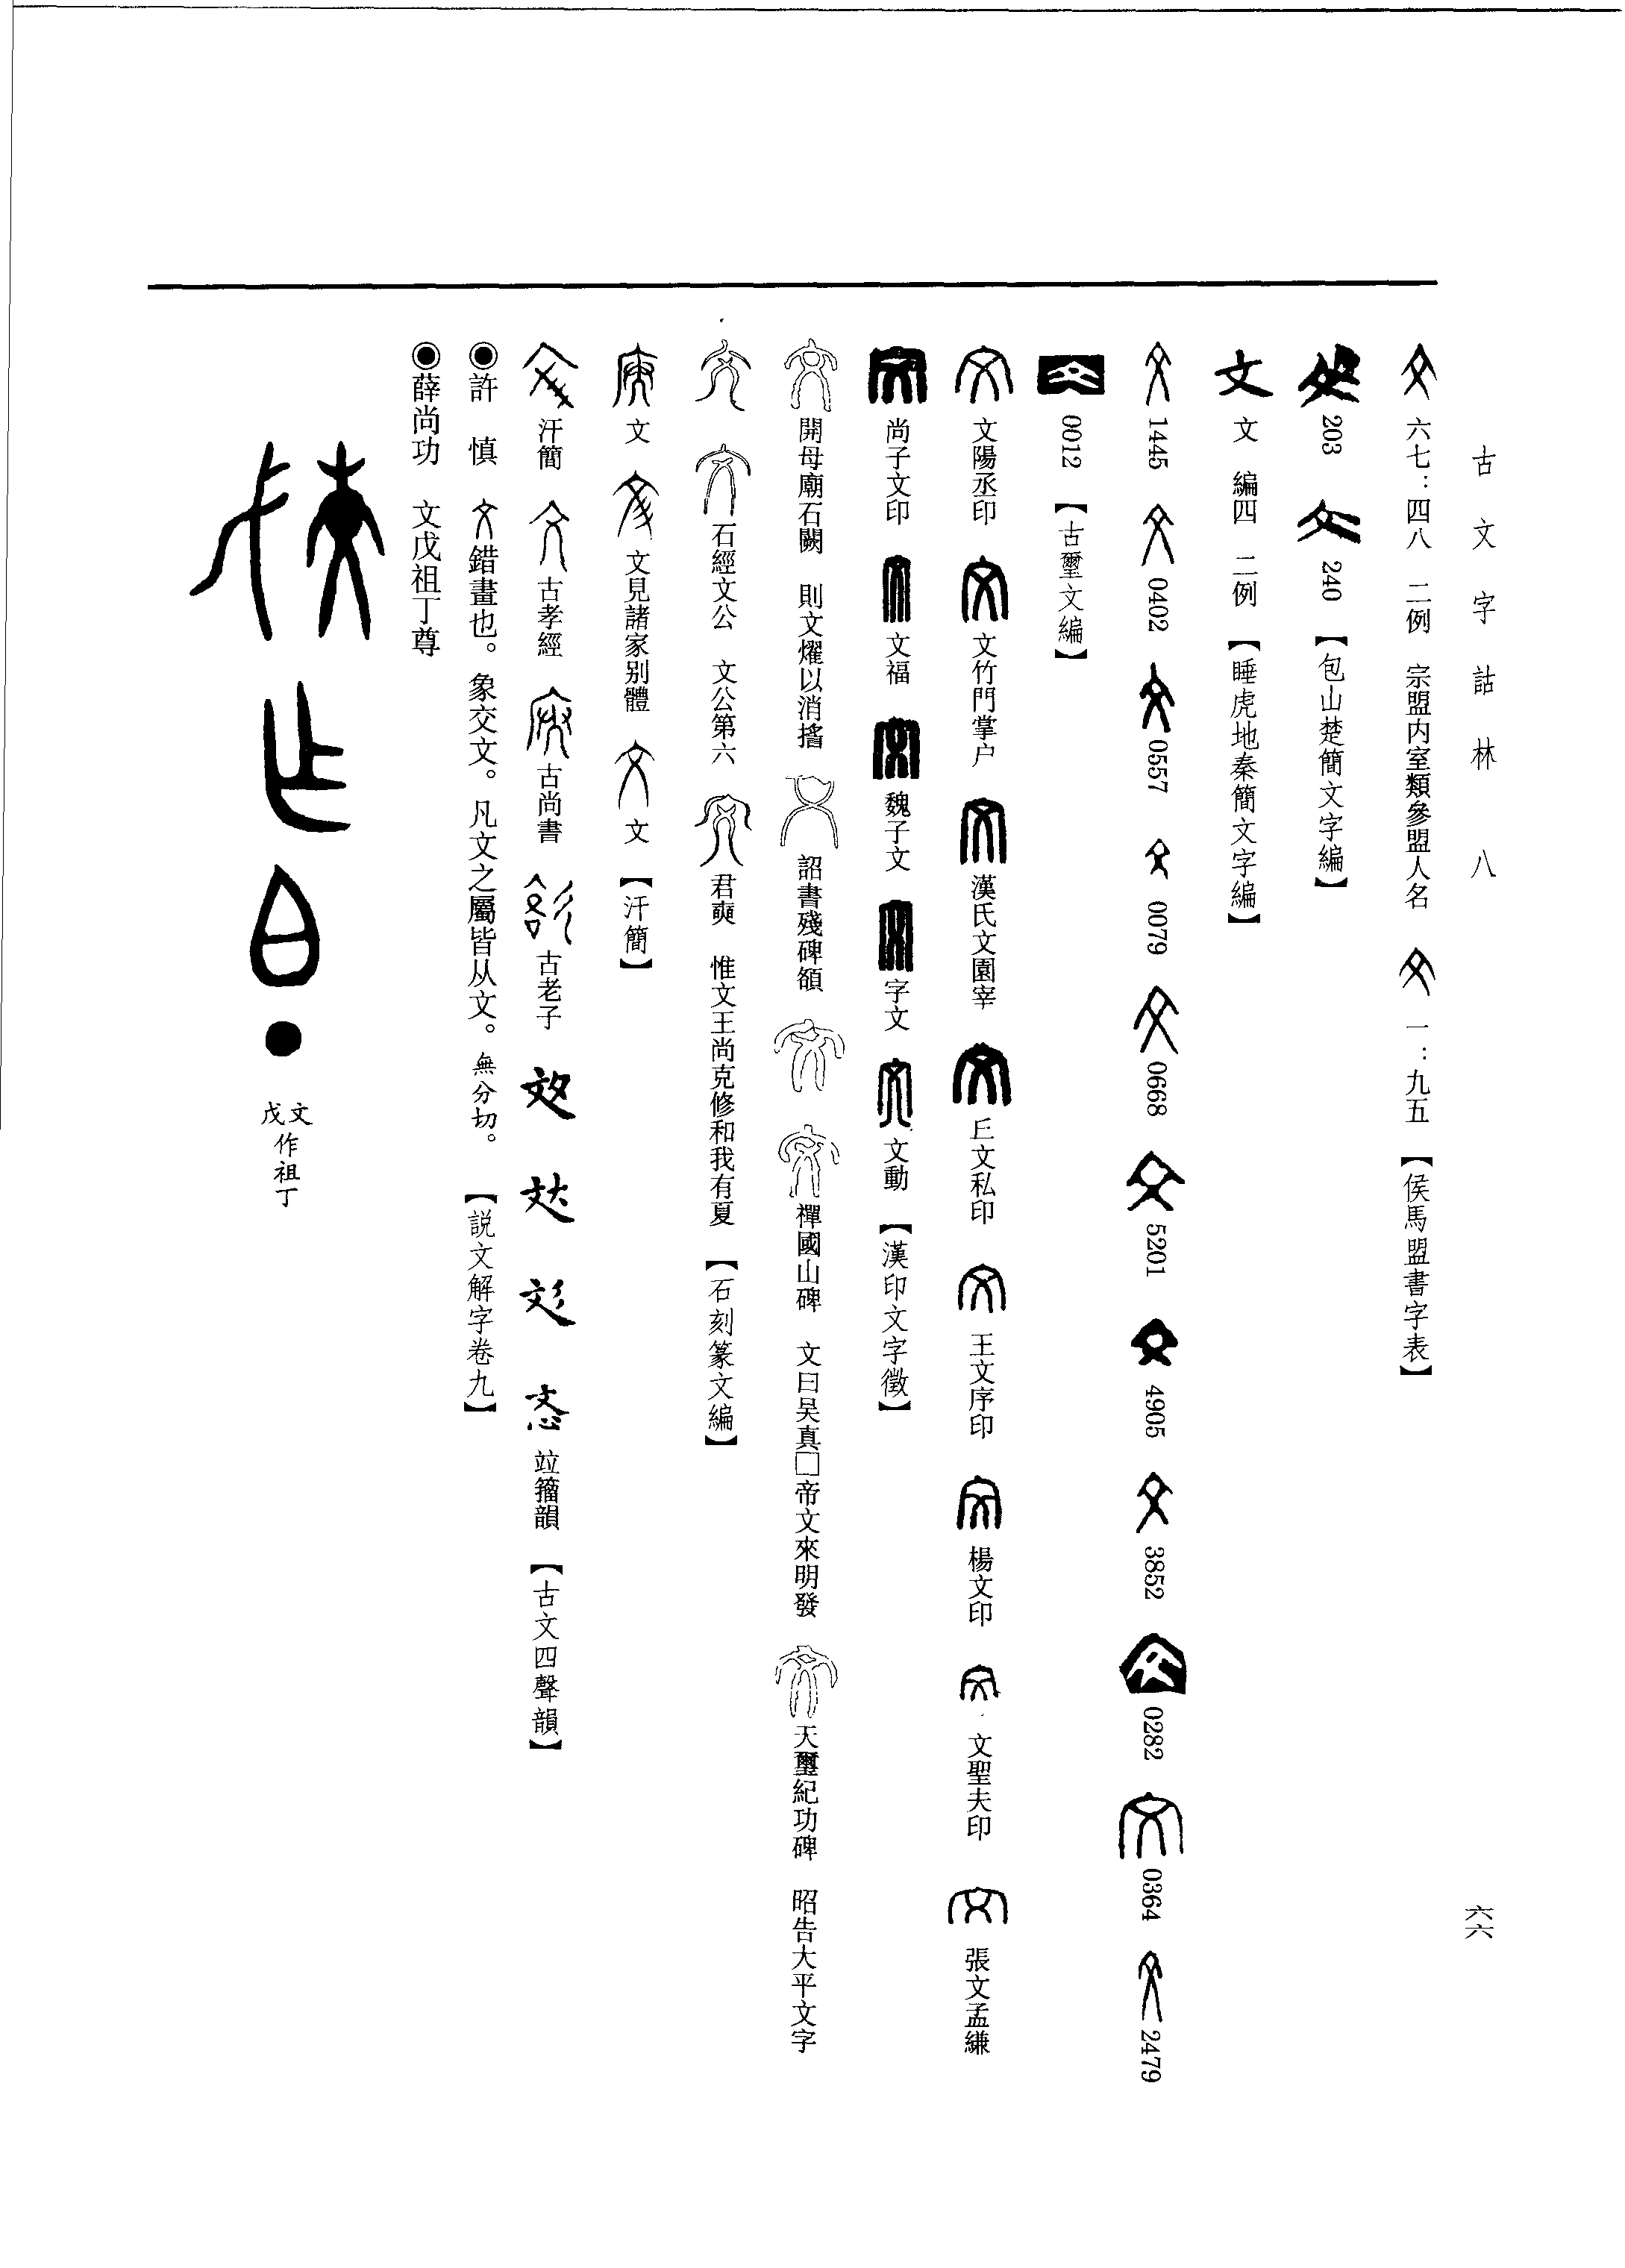 古文字詁林 八
六六
六七：四八 二例 宗盟内室類參盟人名 一：九五 【侯馬盟書字表】
203 240 【包山楚簡文字編】
文 編四 二例 【睡虎地秦簡文字編】
1445 0402 0557 0079 0668 5201 4905 3852 0282 0364 2479
0012 【古璽文編】
文陽丞印 文竹門掌户 漢氏文園宰 文私印 王文序印 楊文印 文聖夫印 張文孟縑
尚子文印 文福 魏子文 字文 文動 【漢印文字徵】
開母廟石闕 則文燿以消搖 詔書殘碑額 禪國山碑 文曰吴真□帝文來明發 天璽紀功碑 昭告大平文字
石經文公 文公第六 君奭 惟文王尚克修和我有夏 【石刻篆文編】
文 文見諸家别體 文 【汗簡】
汗簡 古孝經 古尚書 古老子 竝籀韻 【古文四聲韻】
◉許 慎 文錯畫也。象交文。凡文之屬皆从文。無分切。 【説文解字卷九】
◉薛尚功 文戊祖丁尊
文戊作祖丁